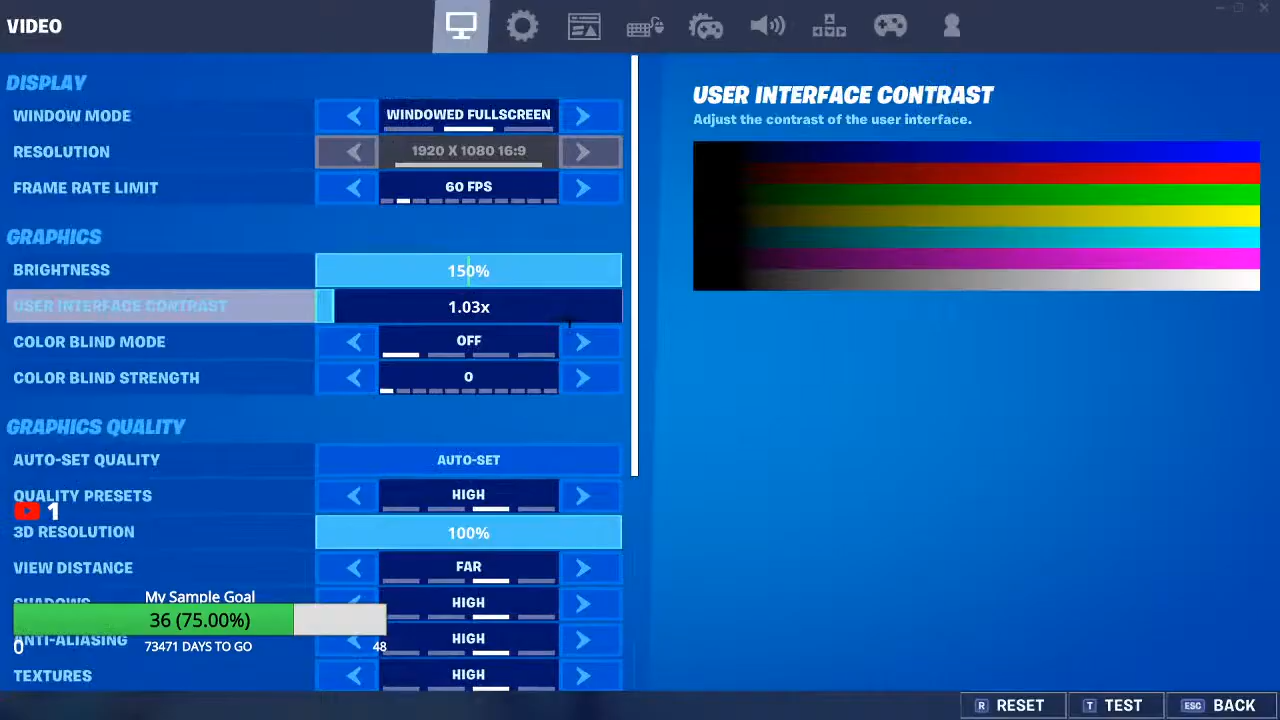 VIDEO
DISPLAY
WINDOW MODE
WINDOWED FULLSCREEN
RESOLUTION
1920 X 1080 16:9
FRAME RATE LIMIT
60 FPS
GRAPHICS
BRIGHTNESS
150%
USER INTERFACE CONTRAST
1.03x
COLOR BLIND MODE
OFF
COLOR BLIND STRENGTH
0
GRAPHICS QUALITY
AUTO-SET QUALITY
AUTO-SET
QUALITY PRESETS
HIGH
1
3D RESOLUTION
100%
VIEW DISTANCE
FAR
My Sample Goal
SHADOWS
HIGH
36 (75.00%)
ANTI-ALIASING
HIGH
0
73471 DAYS TO GO
48
TEXTURES
HIGH
USER INTERFACE CONTRAST
Adjust the contrast of the user interface.
R RESET
T TEST
ESC BACK